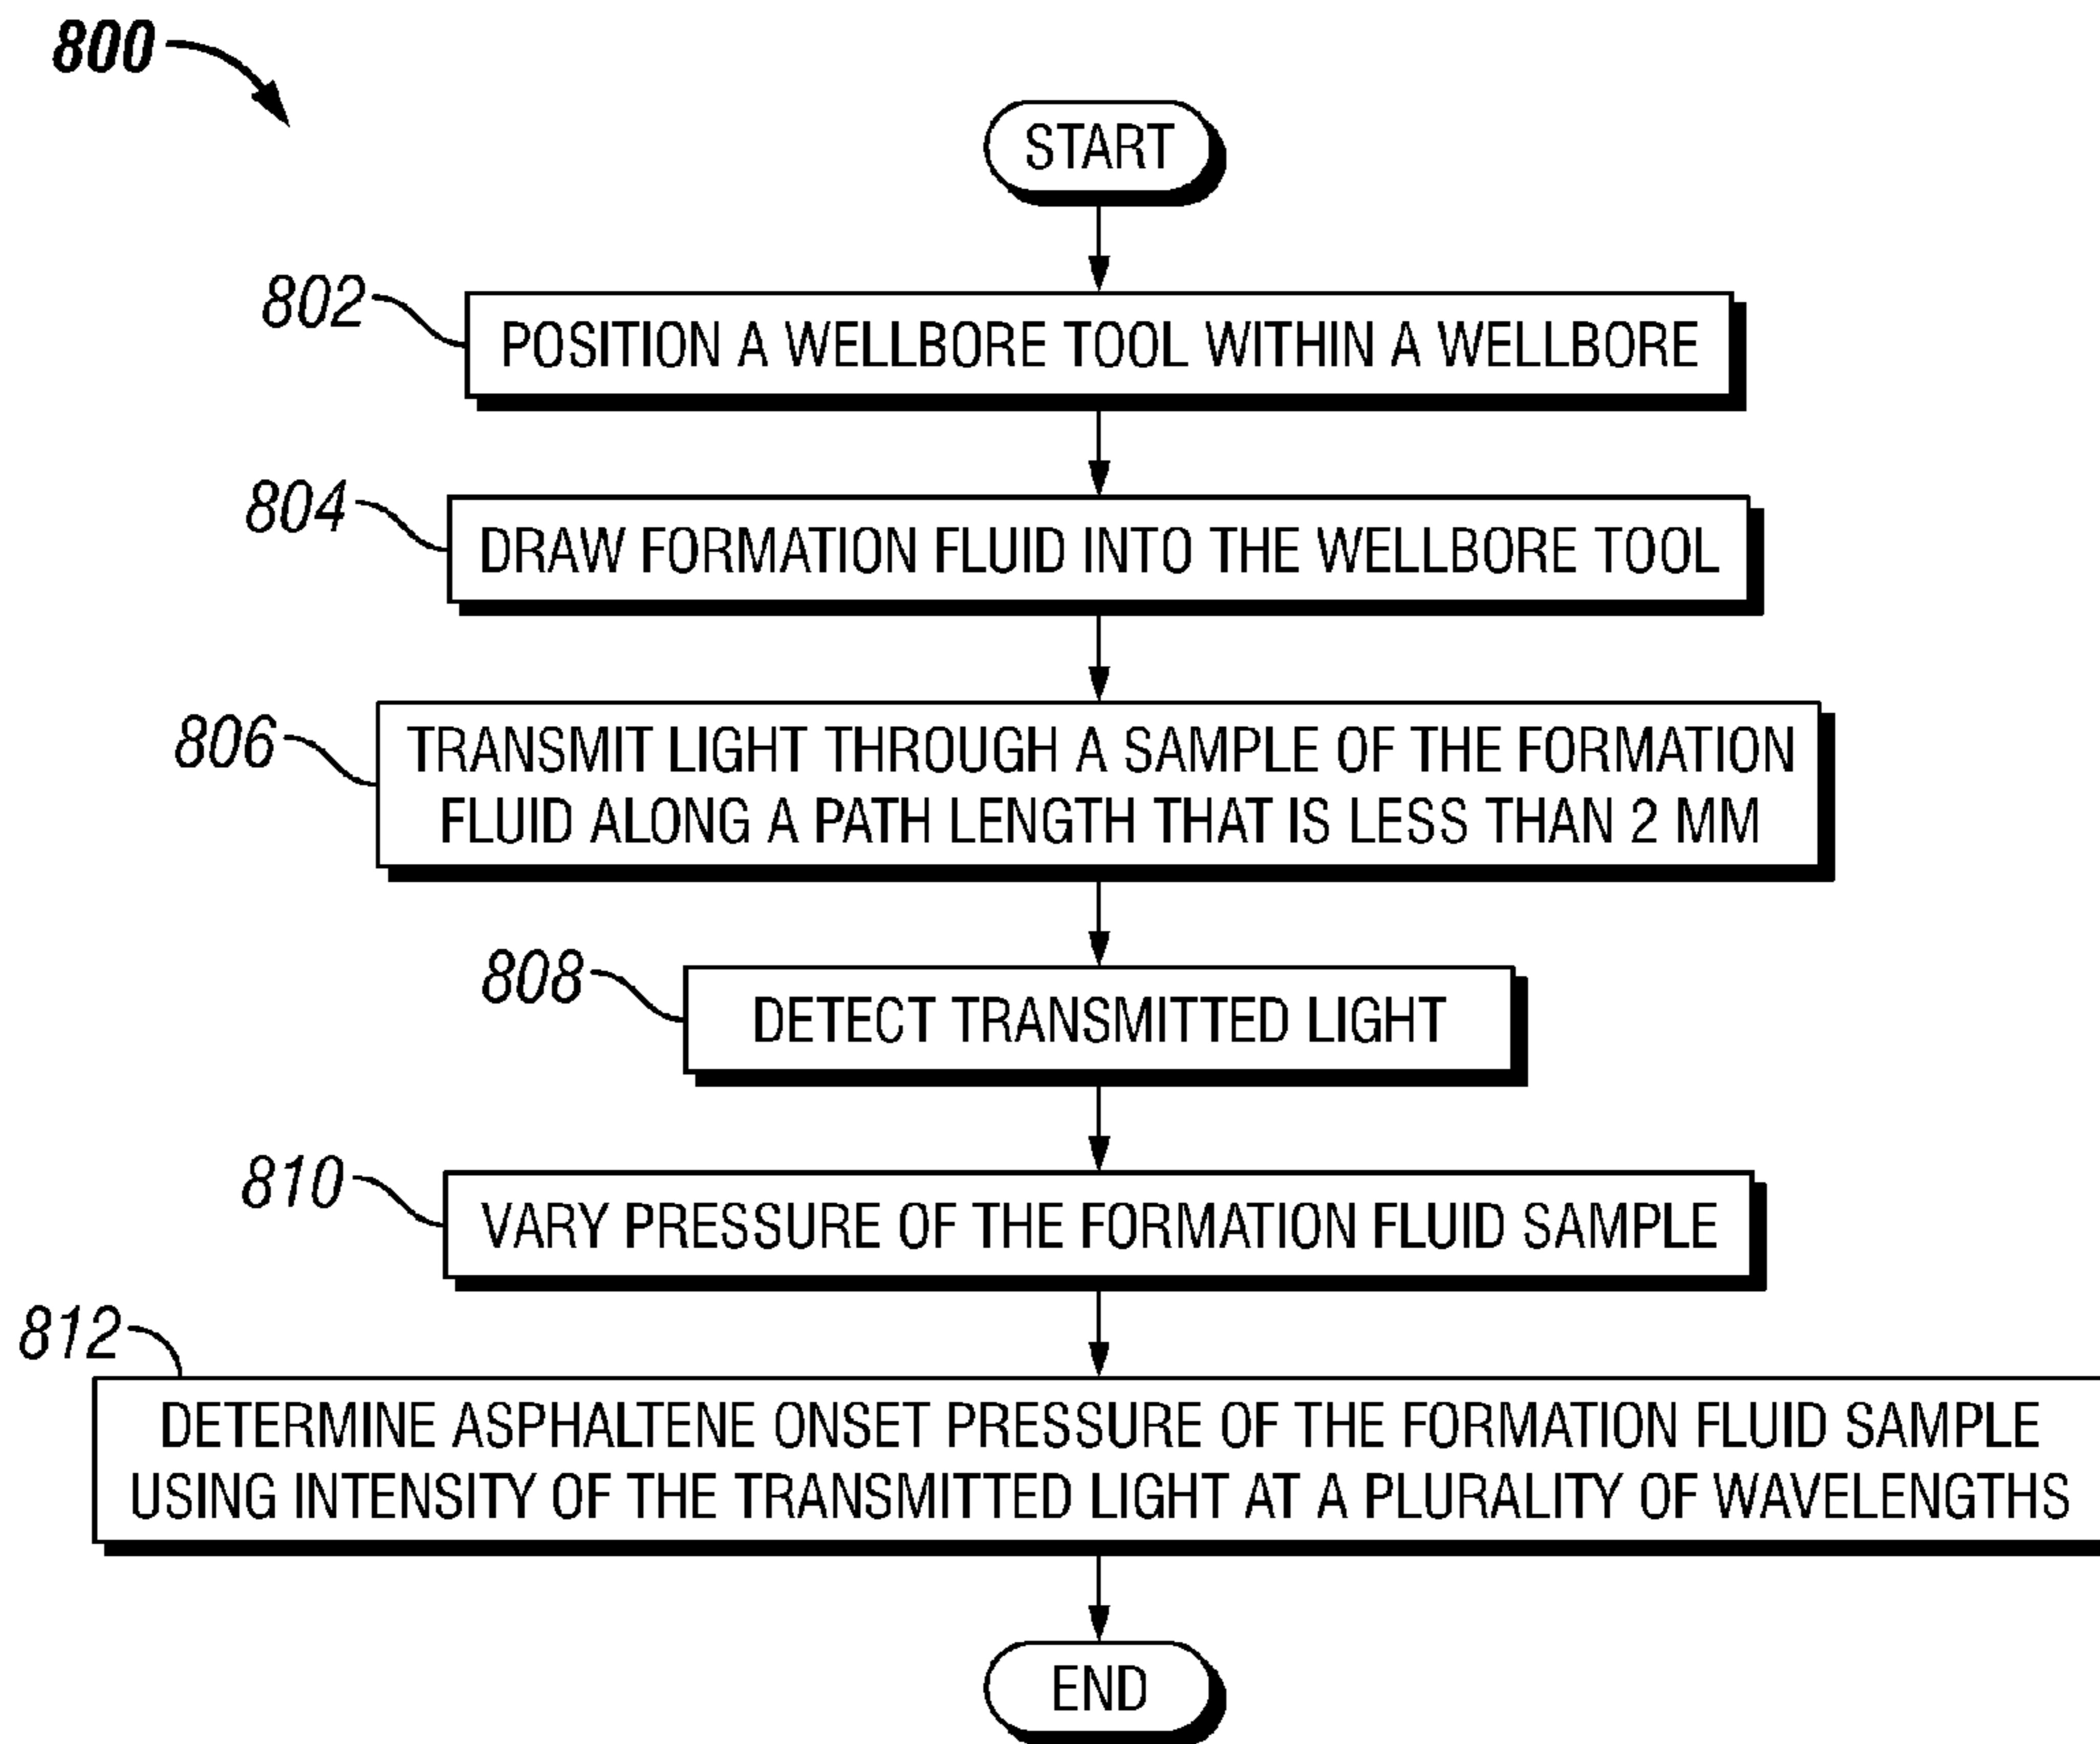 800
START
802
POSITION A WELLBORE TOOL WITHIN A WELLBORE
804
DRAW FORMATION FLUID INTO THE WELLBORE TOOL
806
TRANSMIT LIGHT THROUGH A SAMPLE OF THE FORMATION
FLUID ALONG A PATH LENGTH THAT IS LESS THAN 2 MM
808
DETECT TRANSMITTED LIGHT
810
VARY PRESSURE OF THE FORMATION FLUID SAMPLE
812
DETERMINE ASPHALTENE ONSET PRESSURE OF THE FORMATION FLUID SAMPLE
USING INTENSITY OF THE TRANSMITTED LIGHT AT A PLURALITY OF WAVELENGTHS
END